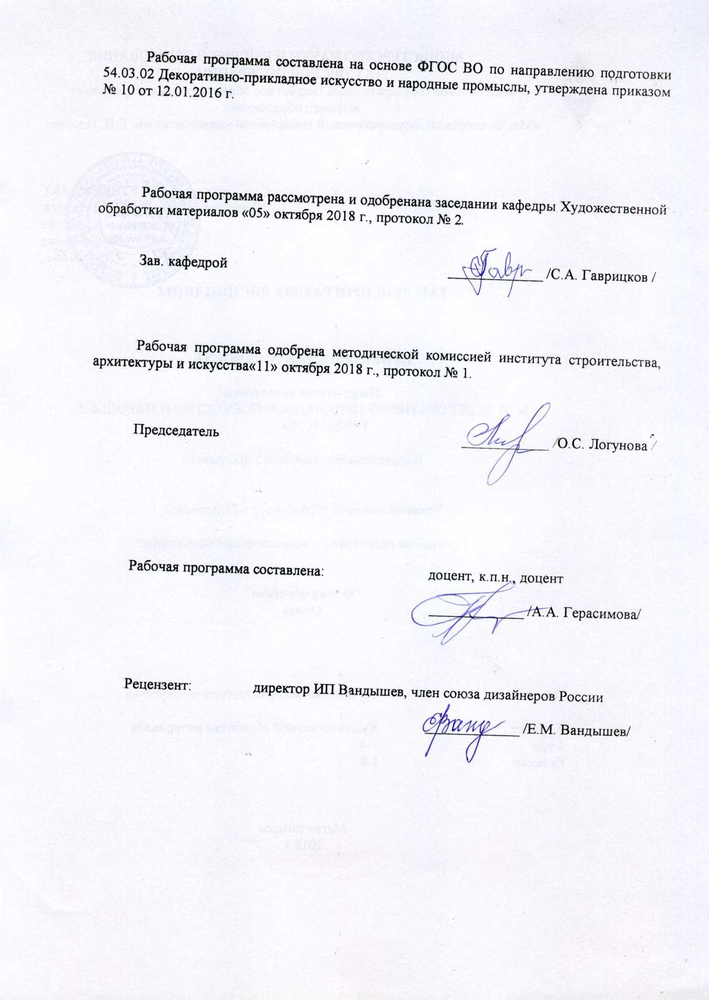 Рабочая программа составлена на основе ФГОС ВО по направлению подготовки
54.03.02 Декоративно-прикладное искусство и народные промыслы, утверждена приказом
№ 10 от 12.01.2016 г.
Рабочая программа рассмотрена и одобренана заседании кафедры Художественной
обработки материалов «05» октября 2018 г., протокол № 2.
Зав. кафедрой
/С.А. Гаврицков /
Рабочая программа одобрена методической комиссией института строительства,
архитектуры и искусства«11» октября 2018 г., протокол № 1.
Председатель
/О.С. Логунова /
Рабочая программа составлена:
доцент, к.п.н., доцент
/А.А. Герасимова/
Рецензент: директор ИП Вандышев, член союза дизайнеров России
/Е.М. Вандышев/